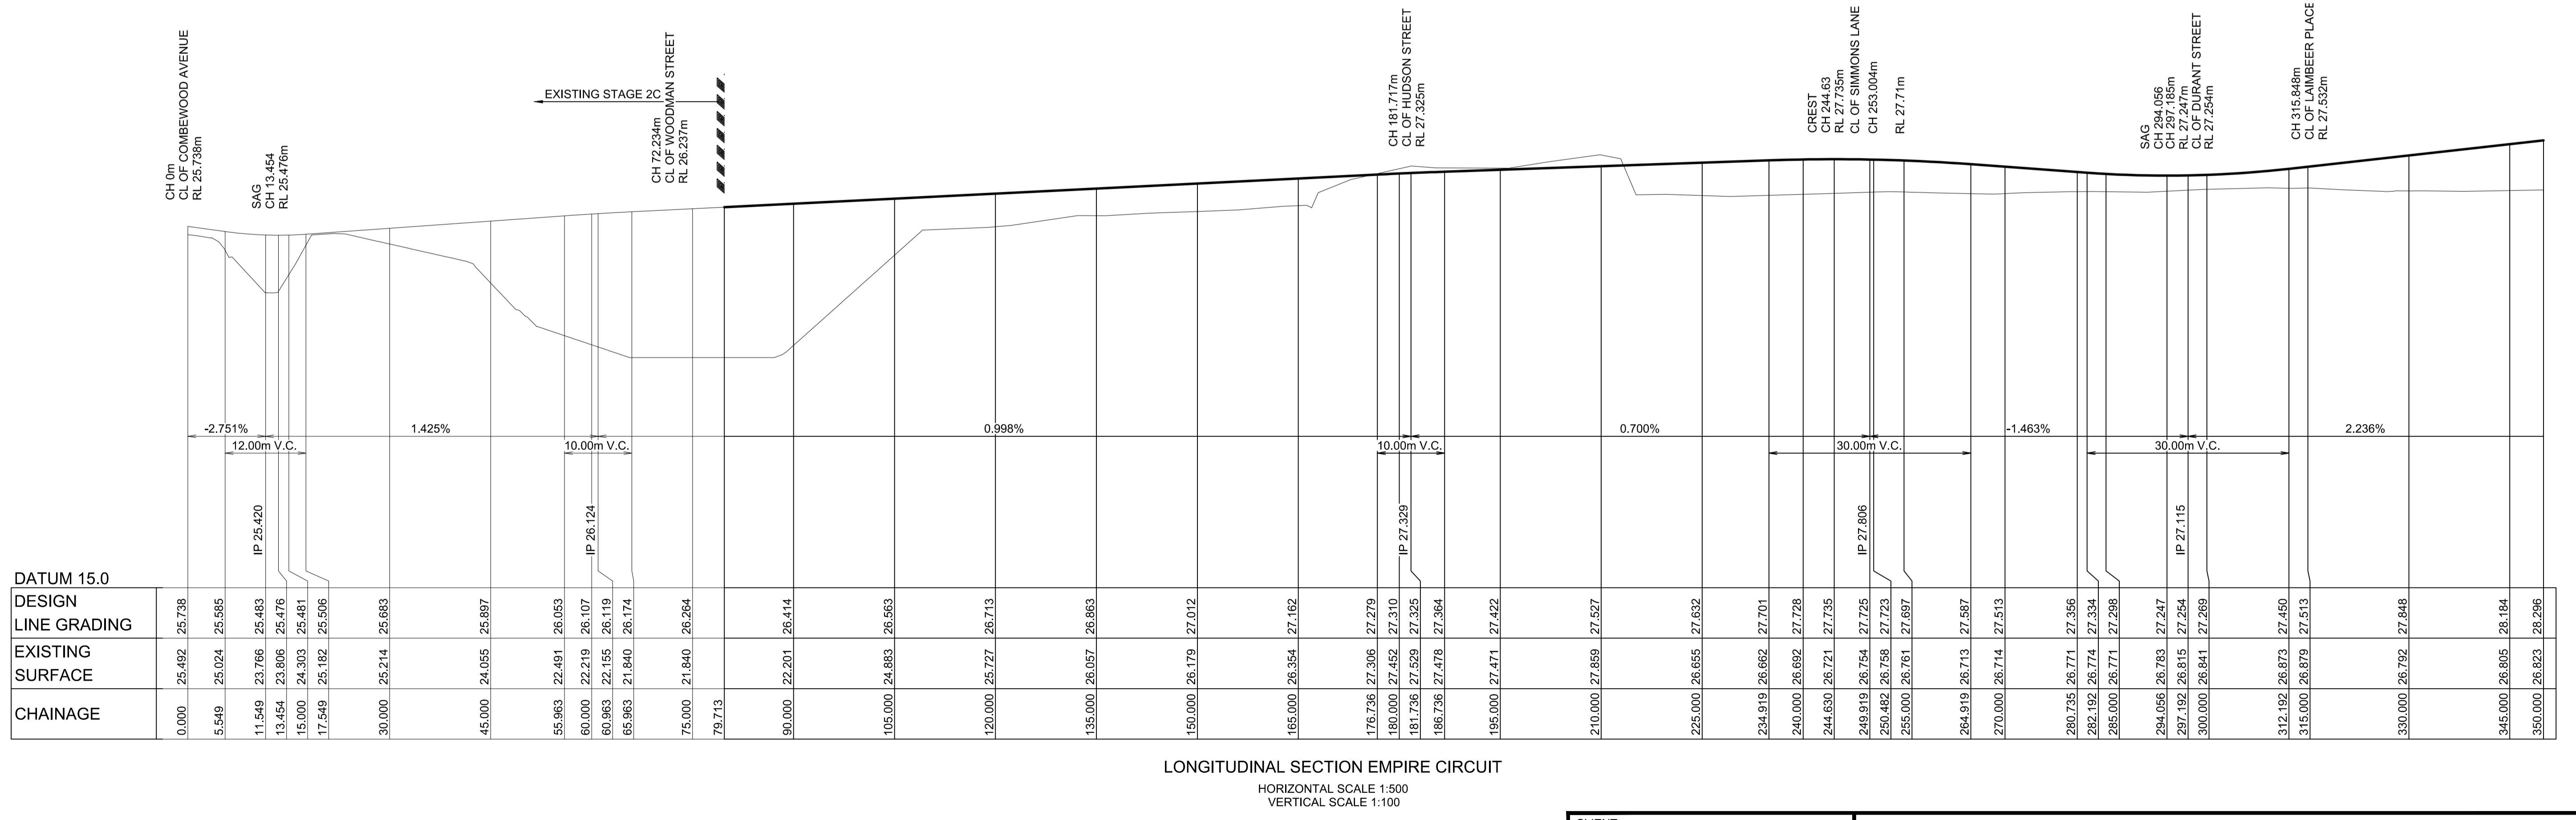 CH 0m
CL OF COMBEWOOD AVENUE
RL 25.738m
SAG
CH 13.454
RL 25.476m
EXISTING STAGE 2C
CH 72.234m
CL OF WOODMAN STREET
RL 26.237m
CH 181.717m
CL OF HUDSON STREET
RL 27.325m
CREST
CH 244.63
RL 27.735m
CL OF SIMMONS LANE
CH 253.004m
RL 27.71m
SAG
CH 294.056
CH 297.185m
RL 27.247m
CL OF DURANT STREET
RL 27.254m
CH 315.848m
CL OF LAIMBEER PLACE
RL 27.532m
-2.751% 1.425% 0.998% 0.700% -1.463% 2.236%
12.00m V.C. 10.00m V.C. 10.00m V.C. 30.00m V.C. 30.00m V.C.
IP 25.420 IP 26.124 IP 27.329 IP 27.806 IP 27.115
DATUM 15.0
DESIGN
LINE GRADING
25.738 25.585 25.483 25.476 25.481 25.506 25.683 25.897 26.053 26.107 26.119 26.174 26.264 26.414 26.563 26.713 26.863 27.012 27.162 27.279 27.310 27.325 27.364 27.422 27.527 27.632 27.701 27.728 27.735 27.725 27.723 27.697 27.587 27.513 27.356 27.334 27.298 27.247 27.254 27.269 27.450 27.513 27.848 28.184 28.296
EXISTING
SURFACE
25.492 25.024 23.766 23.806 24.303 25.182 25.214 24.055 22.491 22.219 22.155 21.840 21.840 22.201 24.883 25.727 26.057 26.179 26.354 27.306 27.452 27.529 27.478 27.471 27.859 26.655 26.662 26.692 26.721 26.754 26.758 26.761 26.713 26.714 26.771 26.774 26.771 26.783 26.815 26.841 26.873 26.879 26.792 26.805 26.823
CHAINAGE
0.000 5.549 11.549 13.454 15.000 17.549 30.000 45.000 55.963 60.000 60.963 65.963 75.000 79.713 90.000 105.000 120.000 135.000 150.000 165.000 176.736 180.000 181.736 186.736 195.000 210.000 225.000 234.919 240.000 244.630 249.919 250.482 255.000 264.919 270.000 280.735 282.192 285.000 294.056 297.192 300.000 312.192 315.000 330.000 345.000 350.000
LONGITUDINAL SECTION EMPIRE CIRCUIT
HORIZONTAL SCALE 1:500
VERTICAL SCALE 1:100